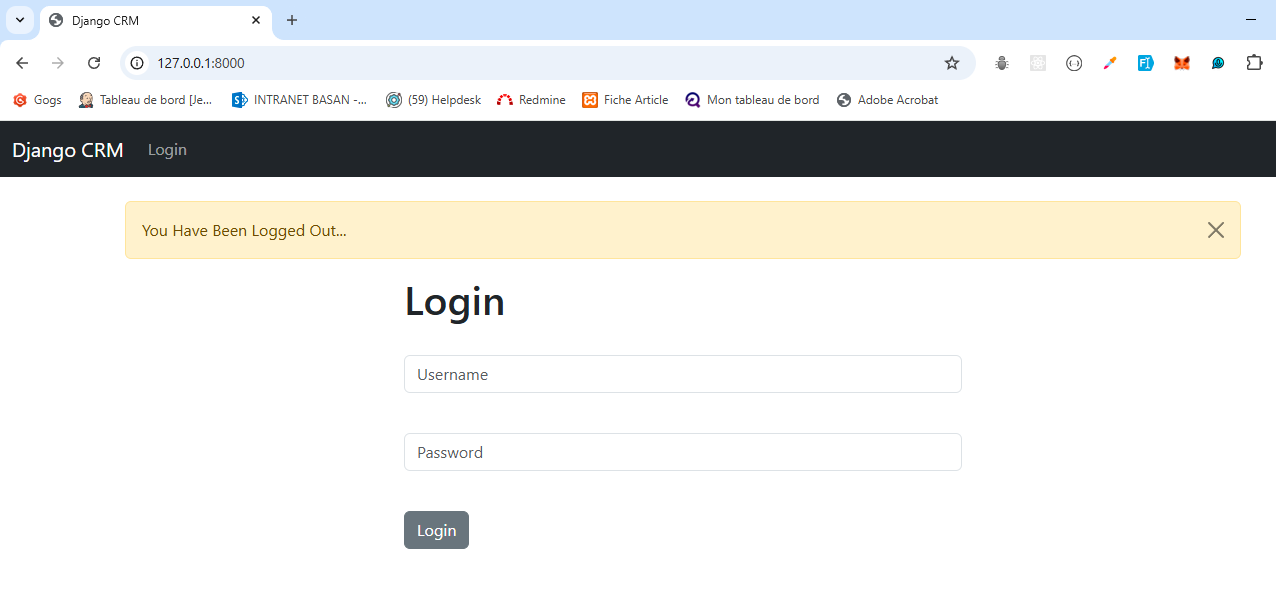 Django CRM
127.0.0.1:8000
Gogs
Tableau de bord [Je...
INTRANET BASAN -...
(59) Helpdesk
Redmine
Fiche Article
Mon tableau de bord
Adobe Acrobat
Django CRM Login
You Have Been Logged Out...
Login
Username
Password
Login